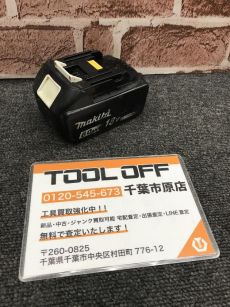 makita
18V
TOOL OFF
0120-545-673 千葉市原店
工具買取強化中！！
新品・中古・ジャンク買取可能 宅配査定・出張査定・LINE査定
無料で査定いたします！
〒260-0825
千葉県千葉市中央区村田町 776-12